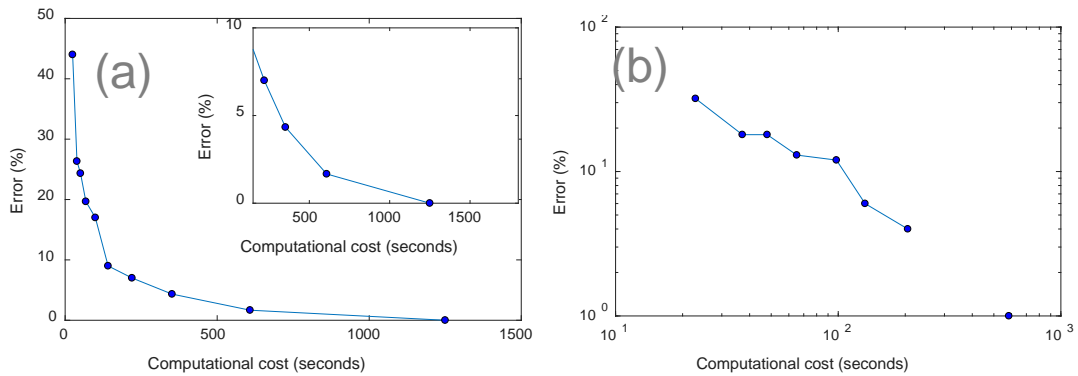 (a)
Error (%)
50
40
30
20
10
0
0 500 1000 1500
Computational cost (seconds)
Error (%)
10
5
0
500 1000 1500
Computational cost (seconds)
(b)
Error (%)
10 2
10 1
10 0
10 1 10 2 10 3
Computational cost (seconds)